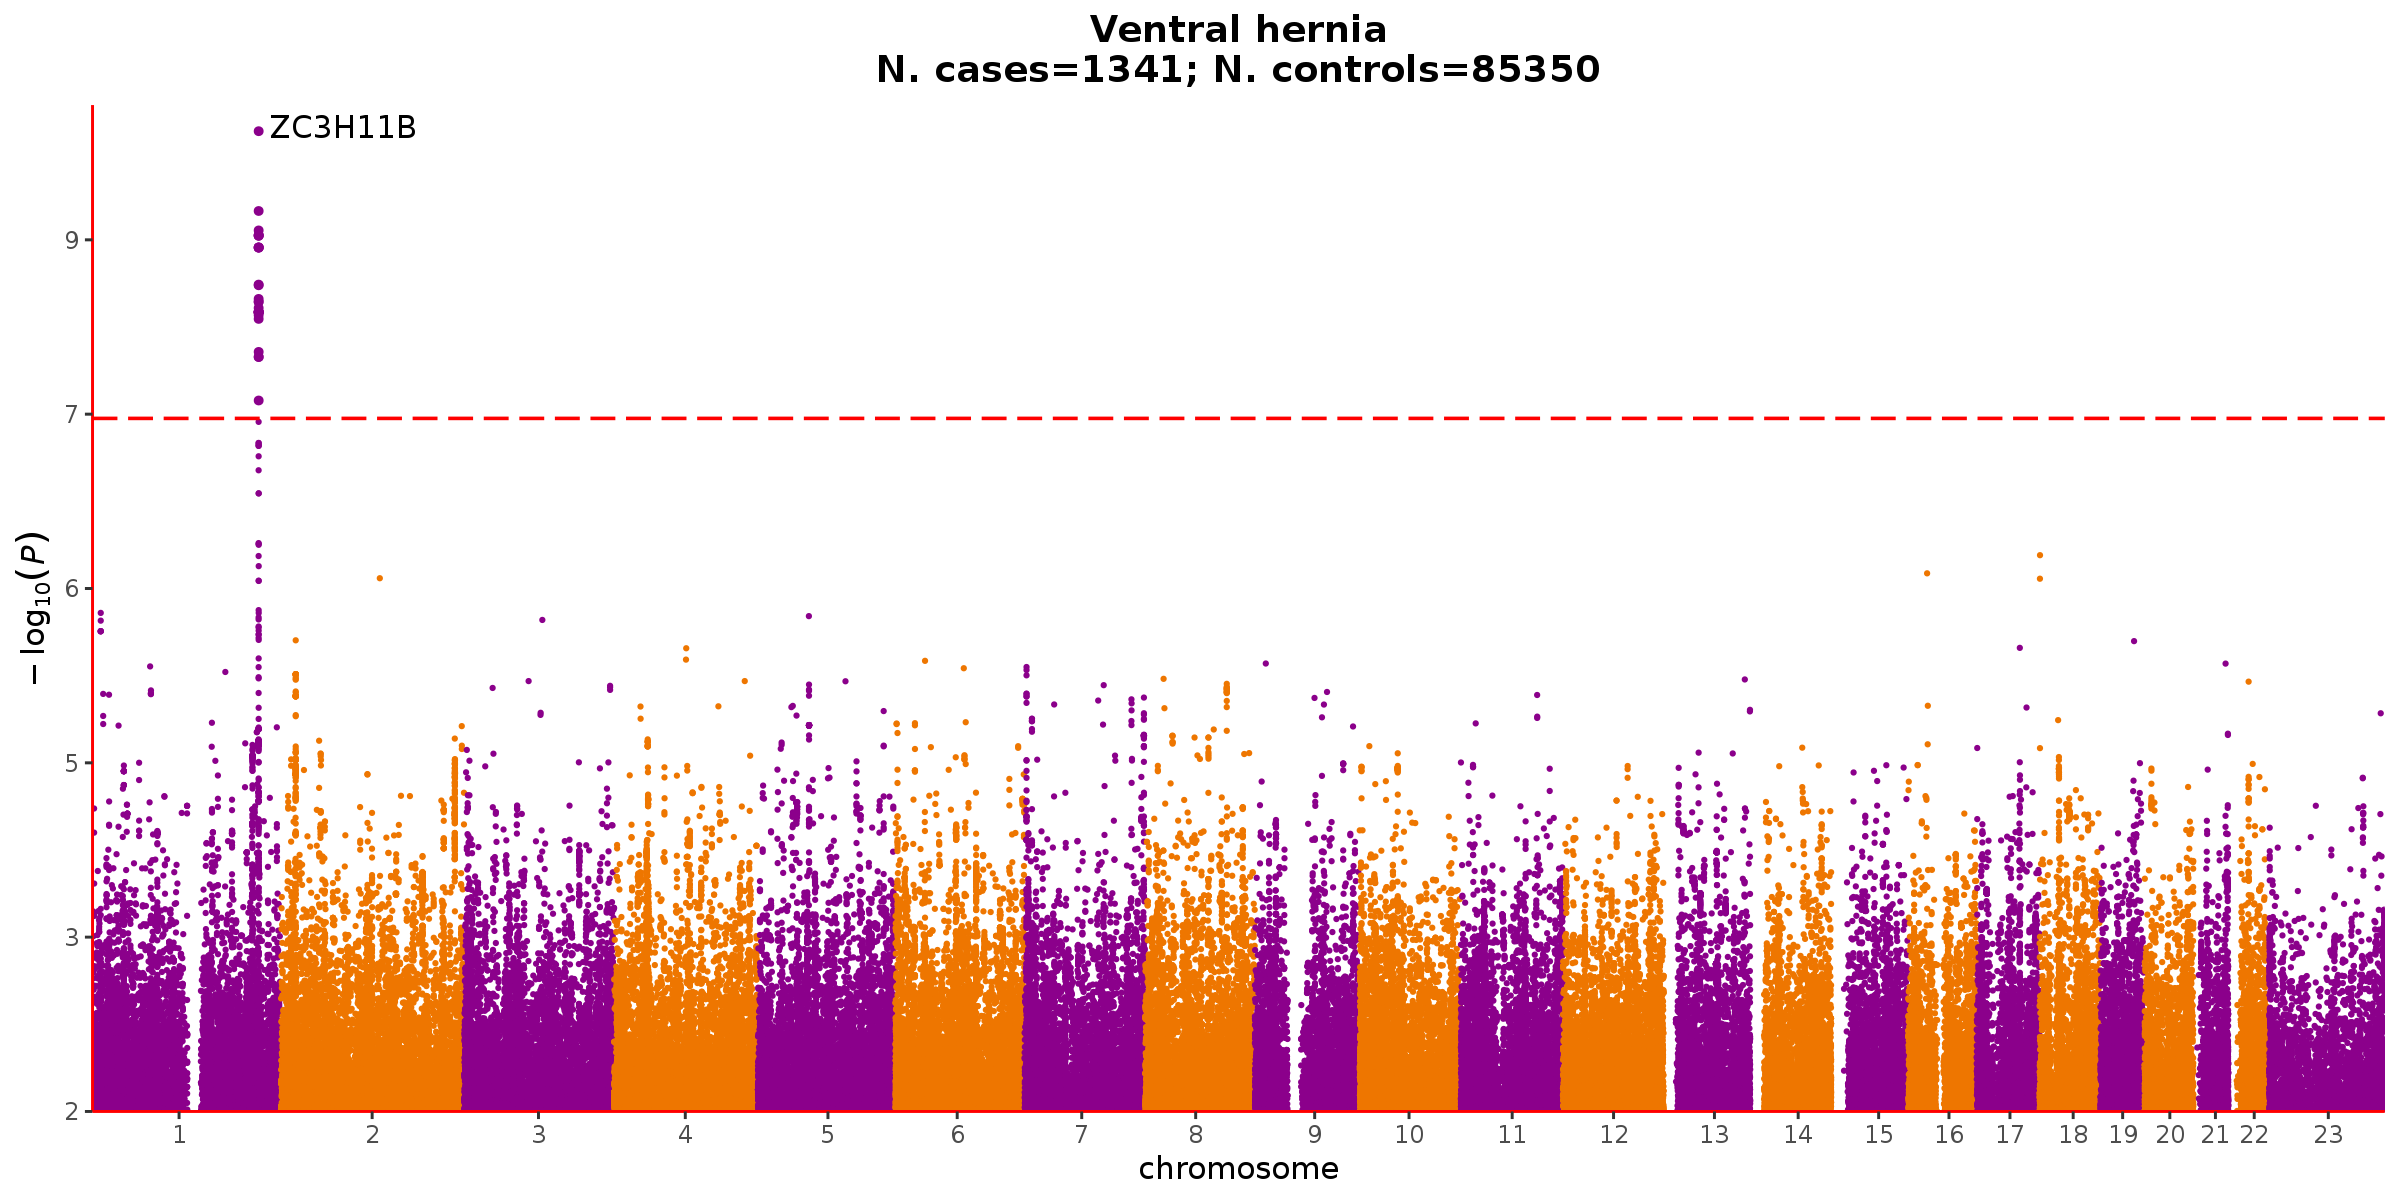 Ventral hernia
N. cases=1341; N. controls=85350
ZC3H11B
9
7
6
5
3
2
−log10(P)
1 2 3 4 5 6 7 8 9 10 11 12 13 14 15 16 17 18 19 20 21 22 23
chromosome